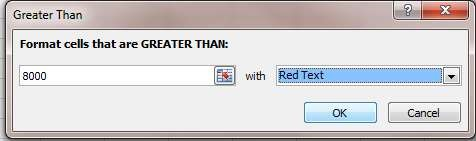 Greater Than
Format cells that are GREATER THAN:
8000 with Red Text
OK Cancel